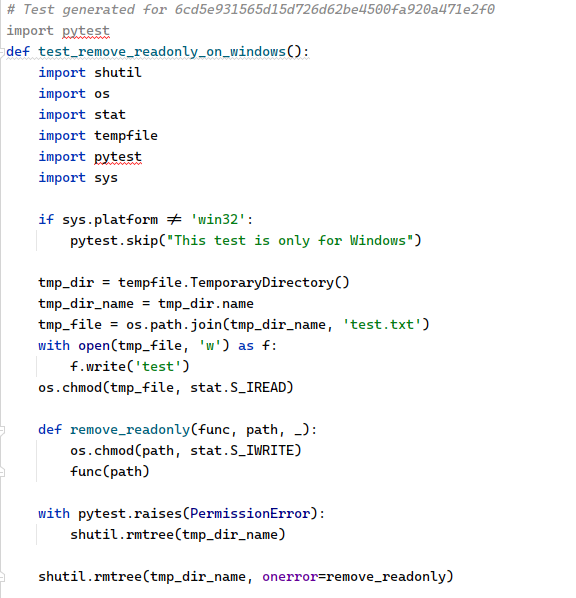 # Test generated for 6cd5e931565d15d726d62be4500fa920a471e2f0
import pytest
def test_remove_readonly_on_windows():
    import shutil
    import os
    import stat
    import tempfile
    import pytest
    import sys

    if sys.platform != 'win32':
        pytest.skip("This test is only for Windows")

    tmp_dir = tempfile.TemporaryDirectory()
    tmp_dir_name = tmp_dir.name
    tmp_file = os.path.join(tmp_dir_name, 'test.txt')
    with open(tmp_file, 'w') as f:
        f.write('test')
    os.chmod(tmp_file, stat.S_IREAD)

    def remove_readonly(func, path, _):
        os.chmod(path, stat.S_IWRITE)
        func(path)

    with pytest.raises(PermissionError):
        shutil.rmtree(tmp_dir_name)

    shutil.rmtree(tmp_dir_name, onerror=remove_readonly)